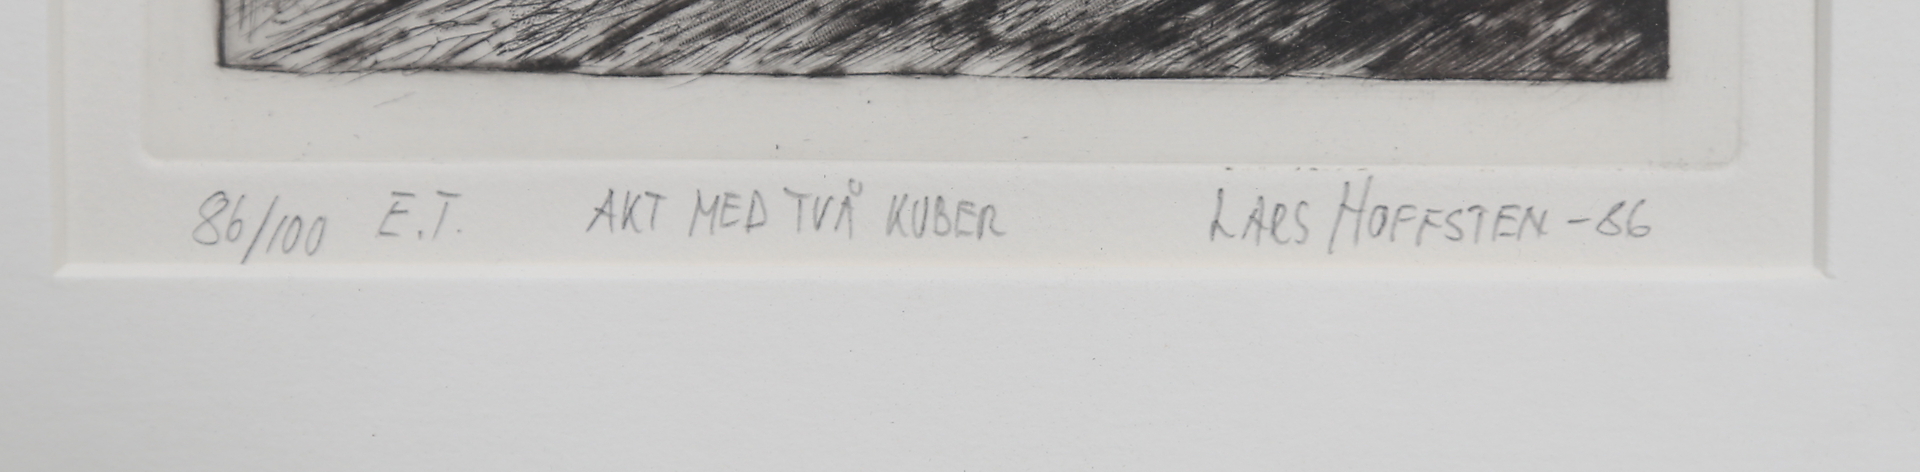 86/100 E.T. AKT MED TVÅ KUBER LARS HOFFSTEN -86